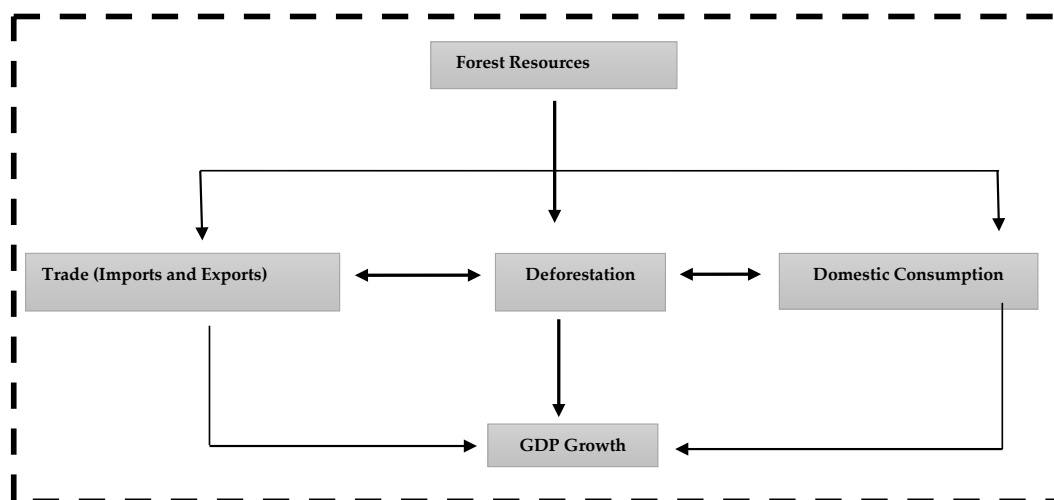 Forest Resources
Trade (Imports and Exports)
Deforestation
Domestic Consumption
GDP Growth